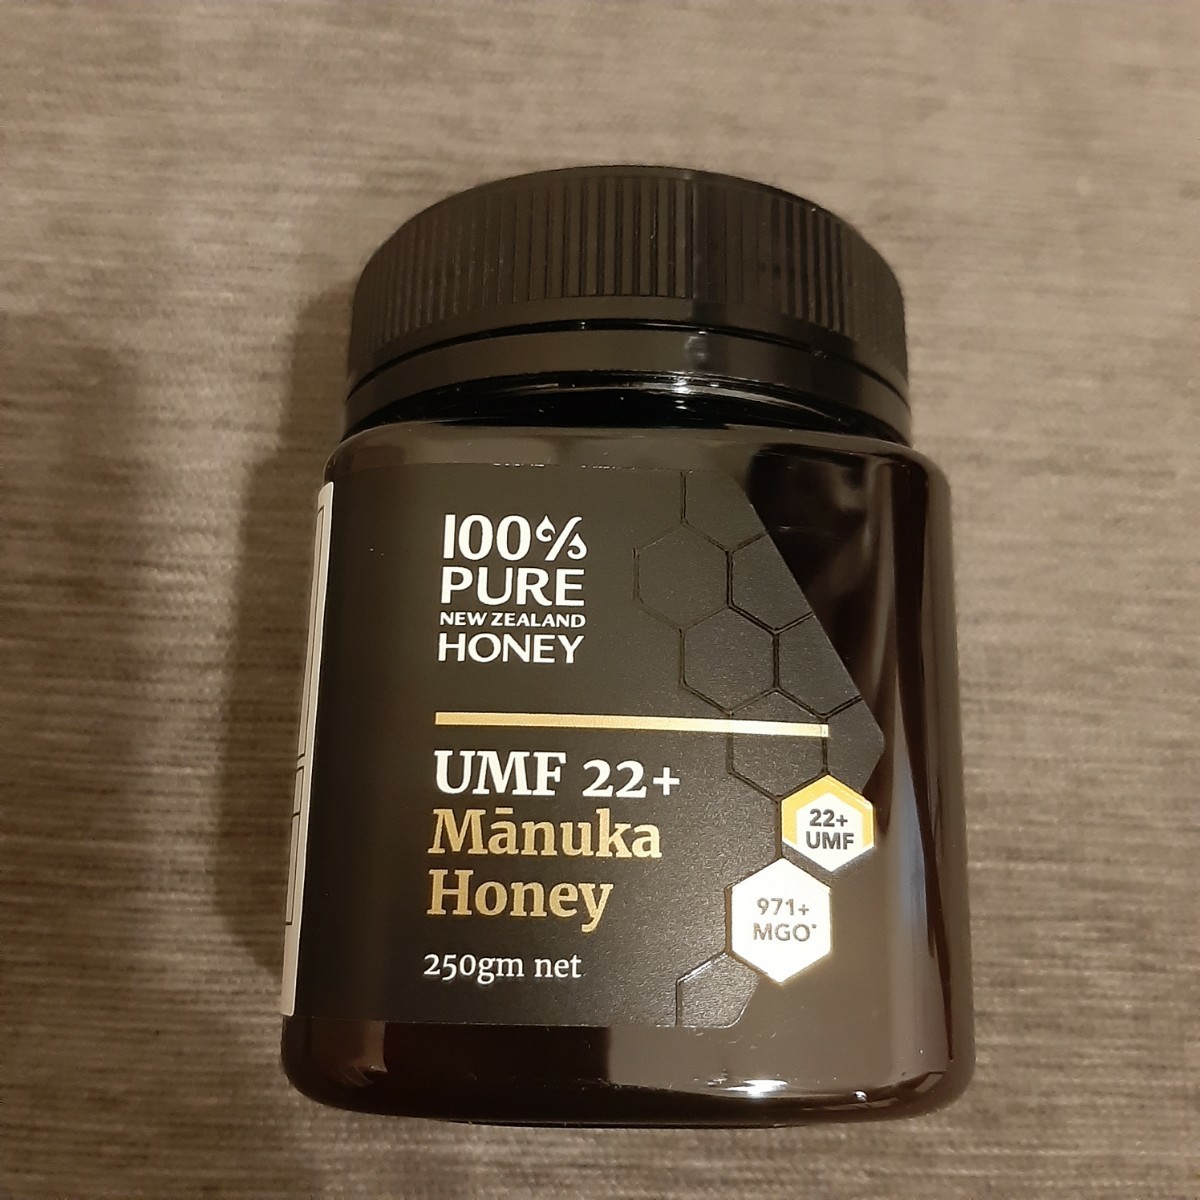 100%
PURE
NEW ZEALAND
HONEY
UMF 22+
Mānuka
Honey
250gm net
22+
UMF
971+
MGO*